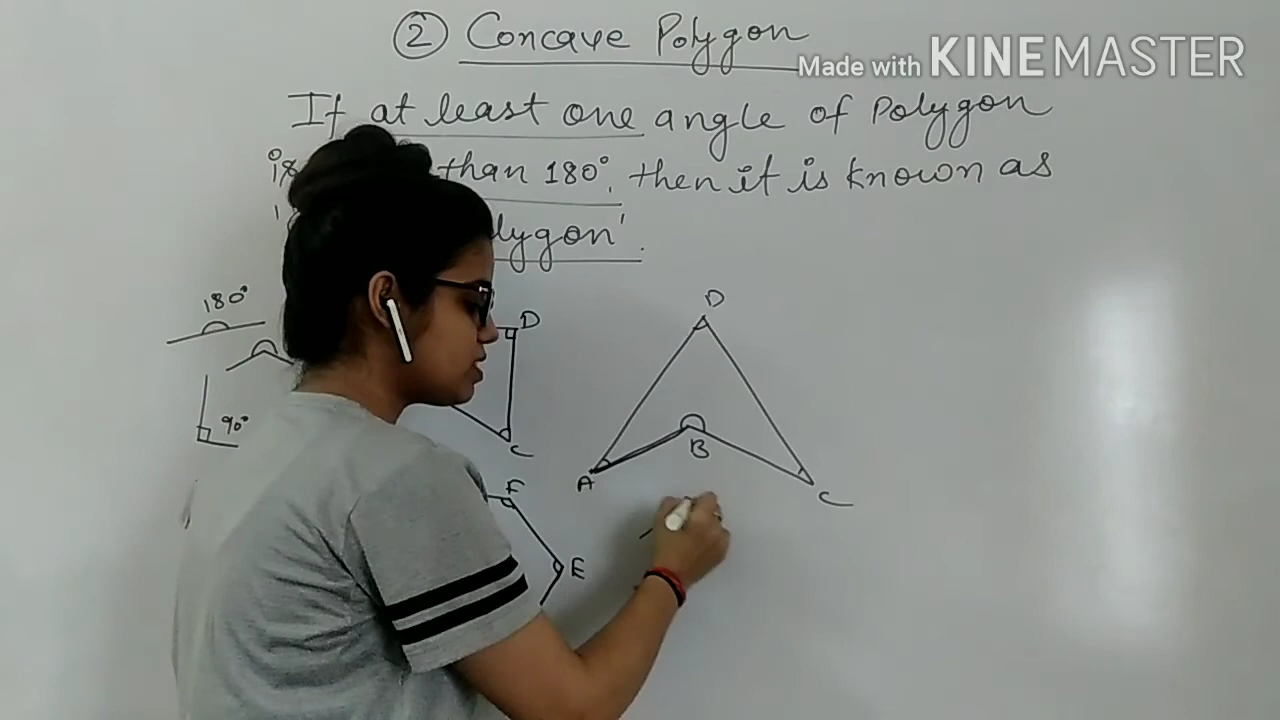 ② Concave Polygon
Made with KINEMASTER
If at least one angle of Polygon
is than 180°, then it is known as
lygon'.
180°
D
D
90°
B
C
A
C
F
E